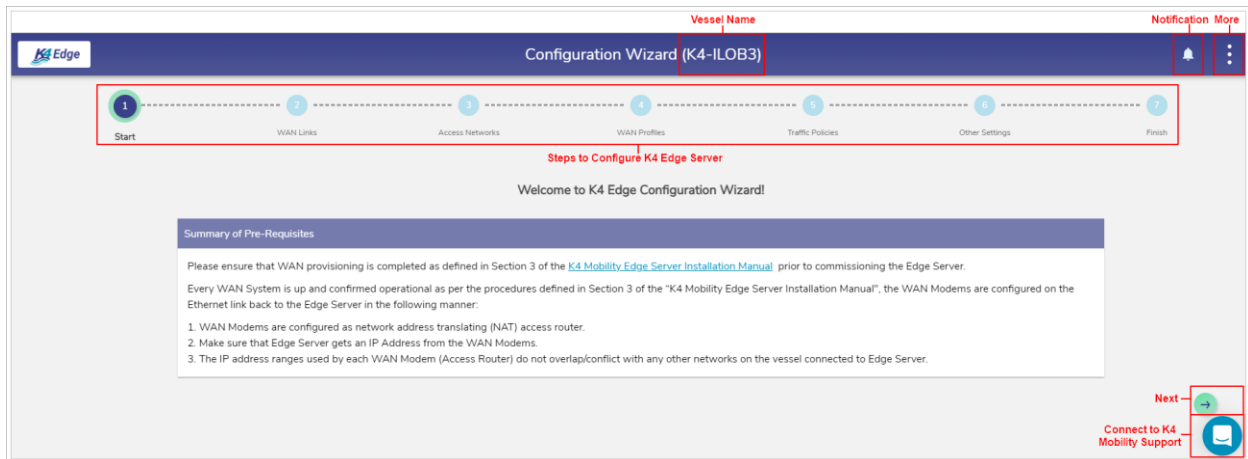 Vessel Name
Notification More
K4 Edge
Configuration Wizard (K4-ILOB3)
1 2 3 4 5 6 7
Start WAN Links Access Networks WAN Profiles Traffic Policies Other Settings Finish
Steps to Configure K4 Edge Server
Welcome to K4 Edge Configuration Wizard!
Summary of Pre-Requisites
Please ensure that WAN provisioning is completed as defined in Section 3 of the K4 Mobility Edge Server Installation Manual prior to commissioning the Edge Server.
Every WAN System is up and confirmed operational as per the procedures defined in Section 3 of the "K4 Mobility Edge Server Installation Manual", the WAN Modems are configured on the
Ethernet link back to the Edge Server in the following manner:
1. WAN Modems are configured as network address translating (NAT) access router.
2. Make sure that Edge Server gets an IP Address from the WAN Modems.
3. The IP address ranges used by each WAN Modem (Access Router) do not overlap/conflict with any other networks on the vessel connected to Edge Server.
Next
Connect to K4
Mobility Support